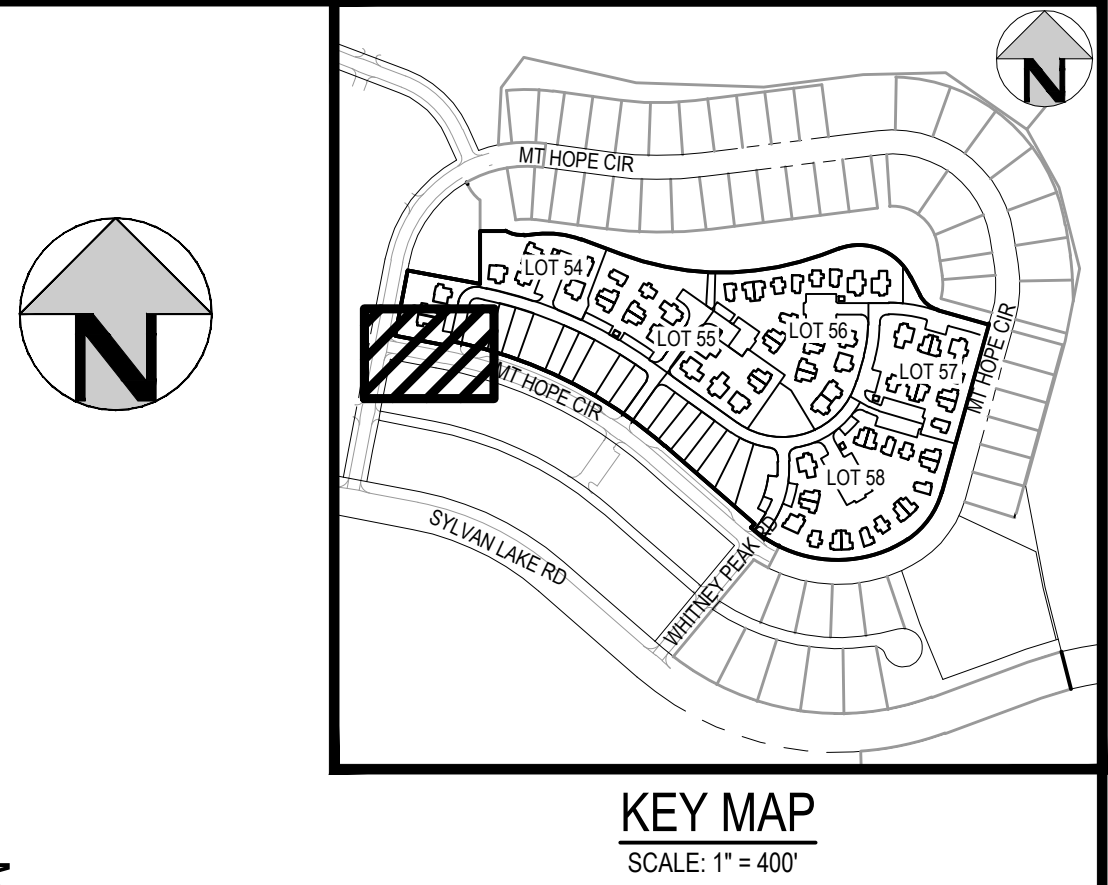 N
N
MT HOPE CIR
LOT 54
LOT 55
LOT 56
MT HOPE CIR
LOT 57
MT HOPE CIR
LOT 58
SYLVAN LAKE RD
WHITNEY PEAK RD
KEY MAP
SCALE: 1" = 400'